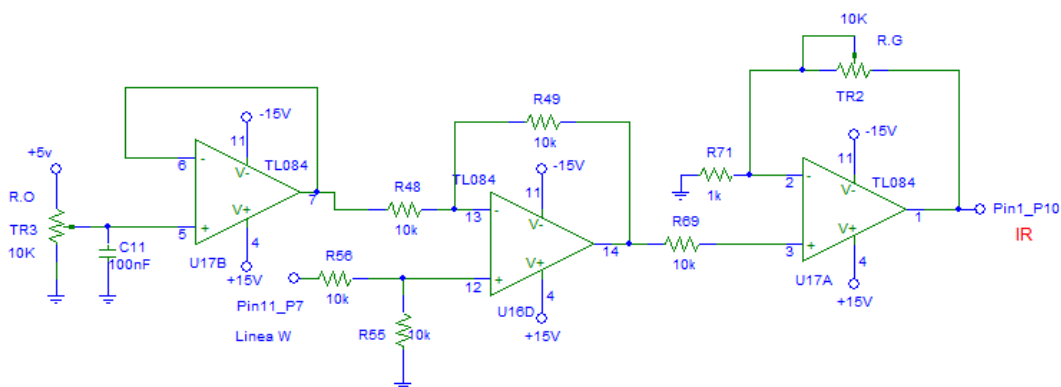 10K
R.G
TR2
-15V
11
V-
TL084
R71
1k
2
-
+
3
V+
1
4
U17A
+15V
Pin1_P10
IR
R49
10k
-15V
11
V-
TL084
R48
10k
13
-
+
12
V+
14
4
U16D
+15V
R69
10k
-15V
11
V-
TL084
6
-
+
5
V+
7
4
U17B
+15V
+5v
R.O
TR3
10K
C11
100nF
R56
10k
Pin11_P7
Linea W
R55
10k